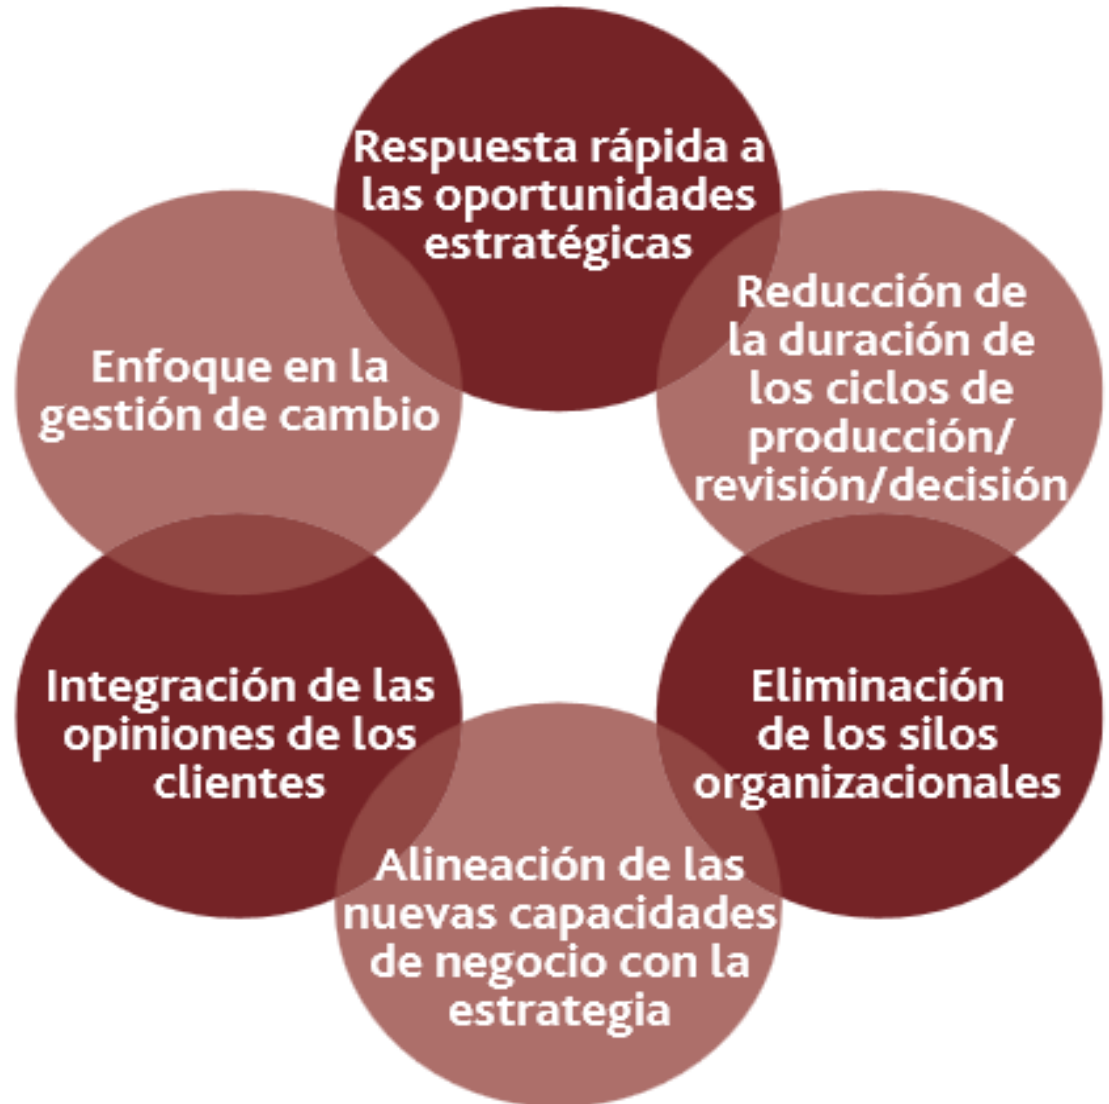 Respuesta rápida a
las oportunidades
estratégicas
Reducción de
la duración de
los ciclos de
producción/
revisión/decisión
Eliminación
de los silos
organizacionales
Alineación de las
nuevas capacidades
de negocio con la
estrategia
Integración de las
opiniones de los
clientes
Enfoque en la
gestión de cambio